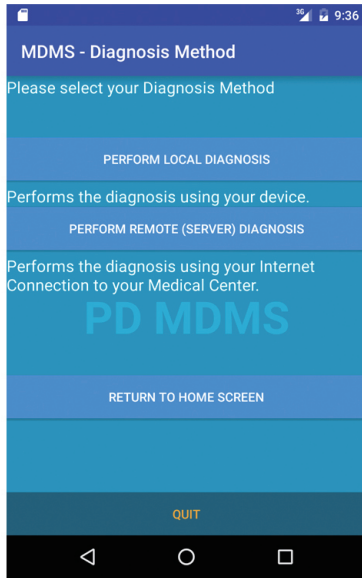 3G 9:36
MDMS - Diagnosis Method
Please select your Diagnosis Method
PERFORM LOCAL DIAGNOSIS
Performs the diagnosis using your device.
PERFORM REMOTE (SERVER) DIAGNOSIS
Performs the diagnosis using your Internet
Connection to your Medical Center.
PD MDMS
RETURN TO HOME SCREEN
QUIT